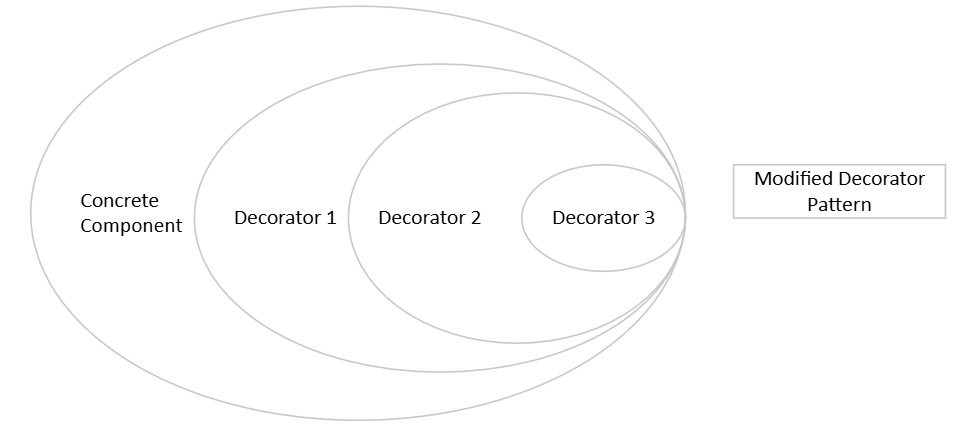 Concrete
Component
Decorator 1
Decorator 2
Decorator 3
Modified Decorator
Pattern